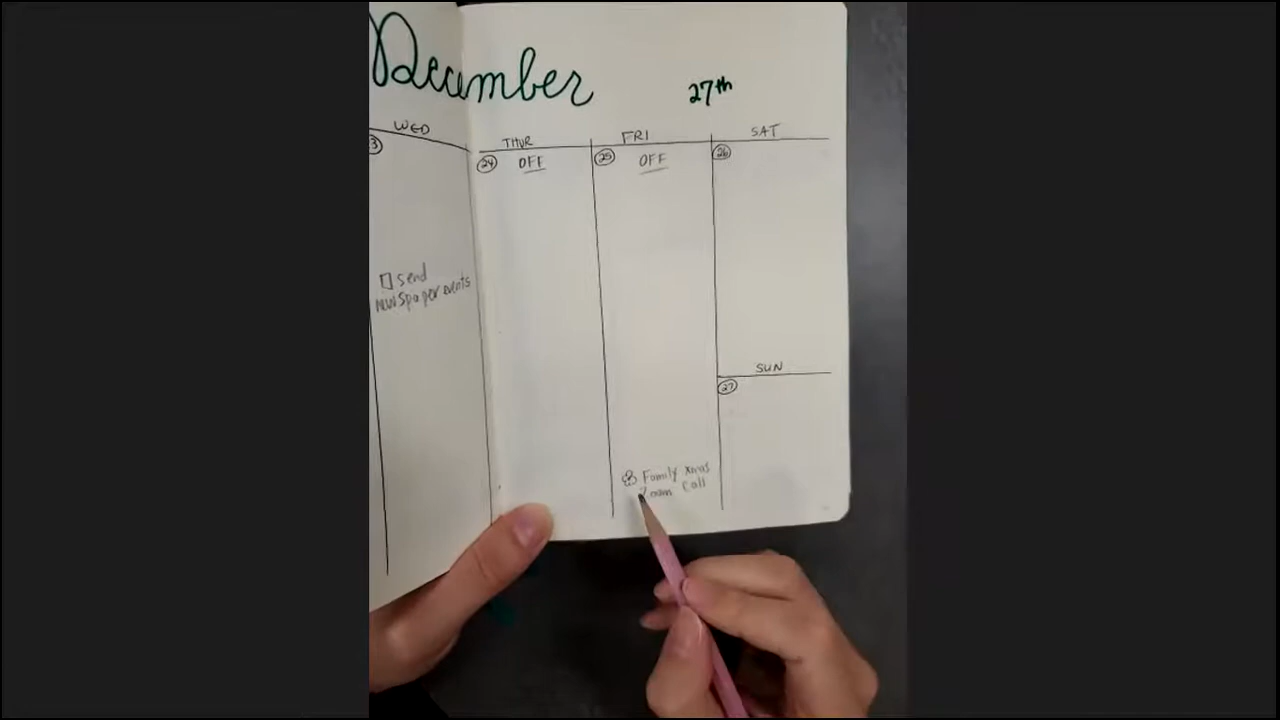 December
27th
WED
THUR
FRI
SAT
3
24
OFF
25
OFF
26
send
newspaper events
SUN
27
Family xmas
Zoom Call